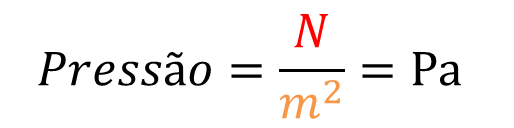 Pressão = N/m² = Pa